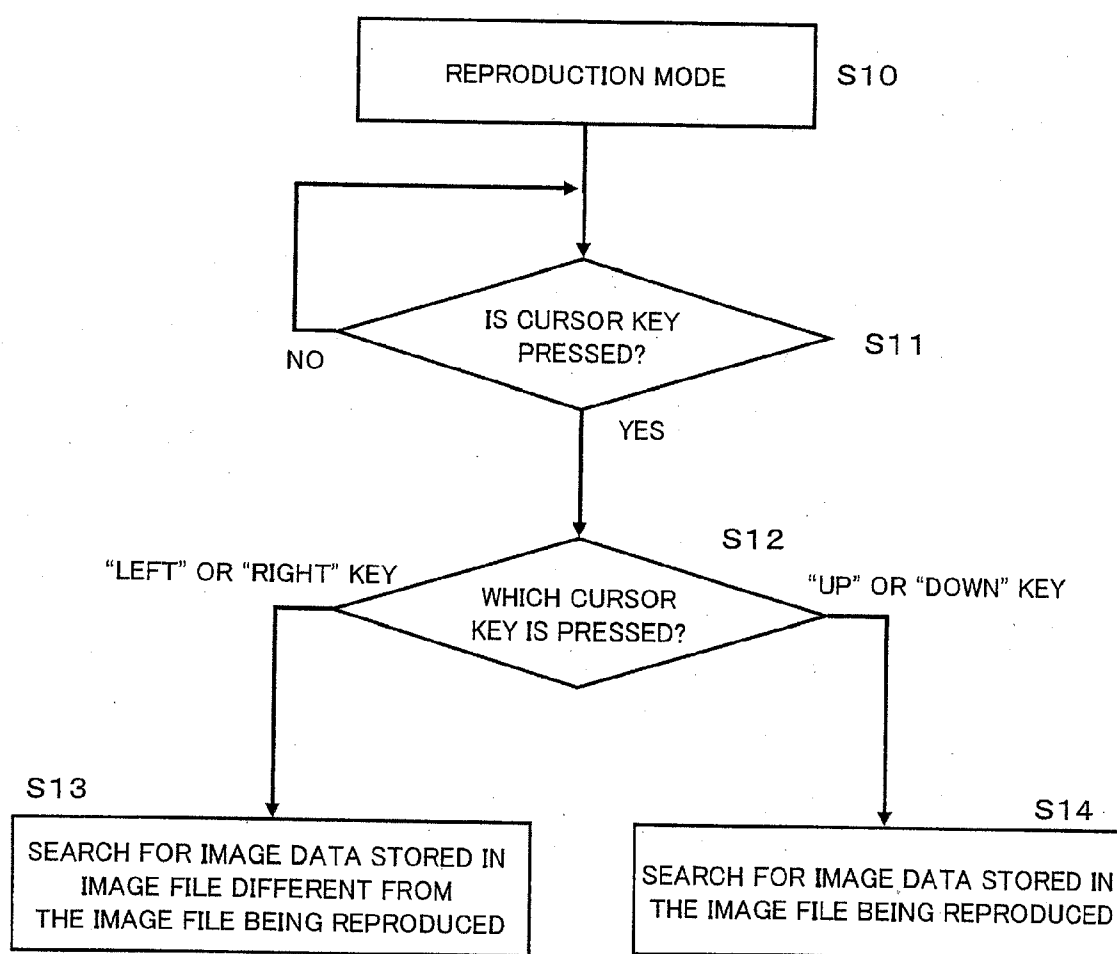 REPRODUCTION MODE
S10
IS CURSOR KEY
PRESSED?
S11
NO
YES
S12
“LEFT” OR “RIGHT” KEY
“UP” OR “DOWN” KEY
WHICH CURSOR
KEY IS PRESSED?
S13
SEARCH FOR IMAGE DATA STORED IN
IMAGE FILE DIFFERENT FROM
THE IMAGE FILE BEING REPRODUCED
S14
SEARCH FOR IMAGE DATA STORED IN
THE IMAGE FILE BEING REPRODUCED